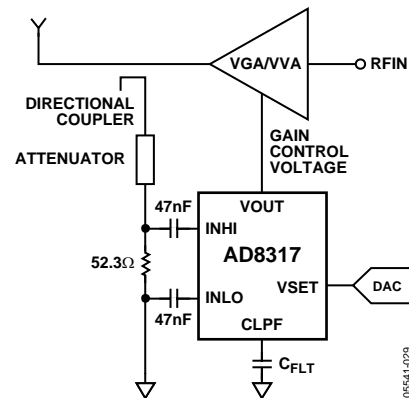 VGA/VVA
RFIN
DIRECTIONAL
COUPLER
ATTENUATOR
GAIN
CONTROL
VOLTAGE
47nF
VOUT
INHI
AD8317
52.3Ω
VSET
DAC
INLO
47nF
CLPF
CFLT
05541-029